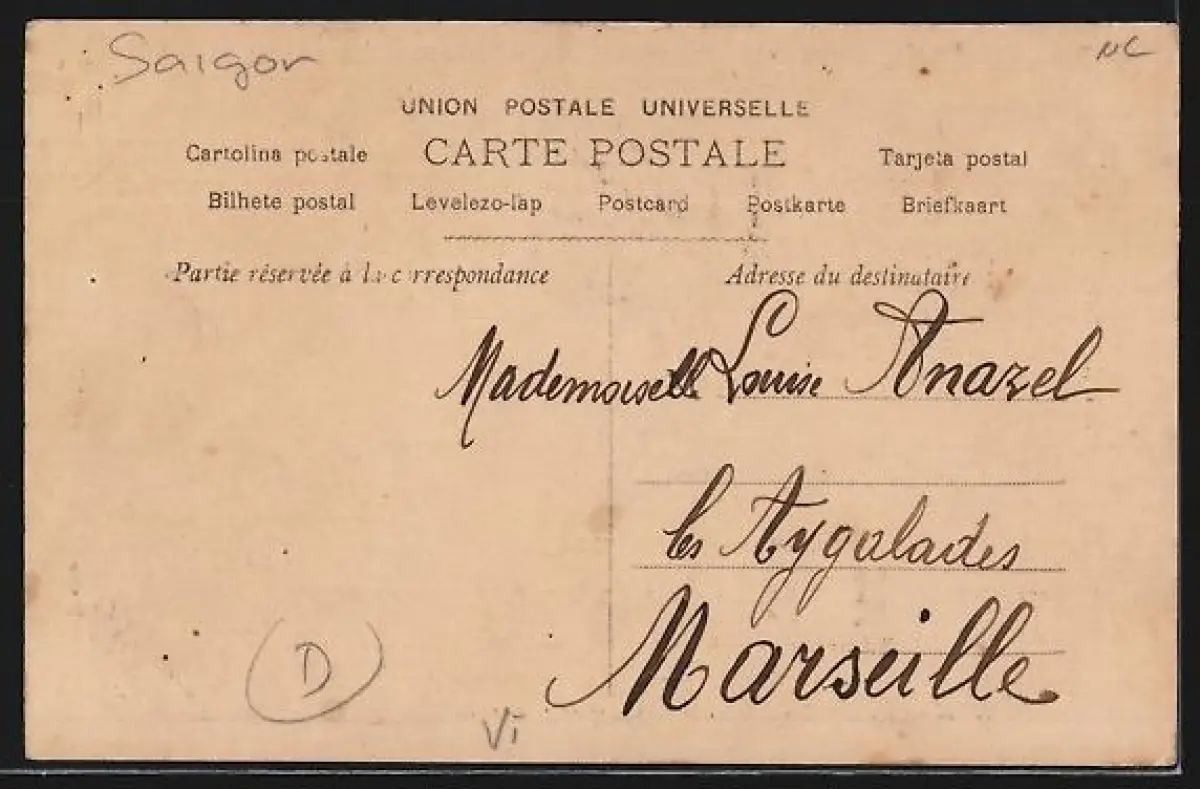 Saigon
NC
UNION POSTALE UNIVERSELLE
Cartolina postale CARTE POSTALE Tarjeta postal
Bilhete postal Levelezo-lap Postcard Postkarte Briefkaart
Partie réservée à la correspondance Adresse du destinataire
Mademoiselle Louise Anazel
les Aygalades
Marseille
D
Vi